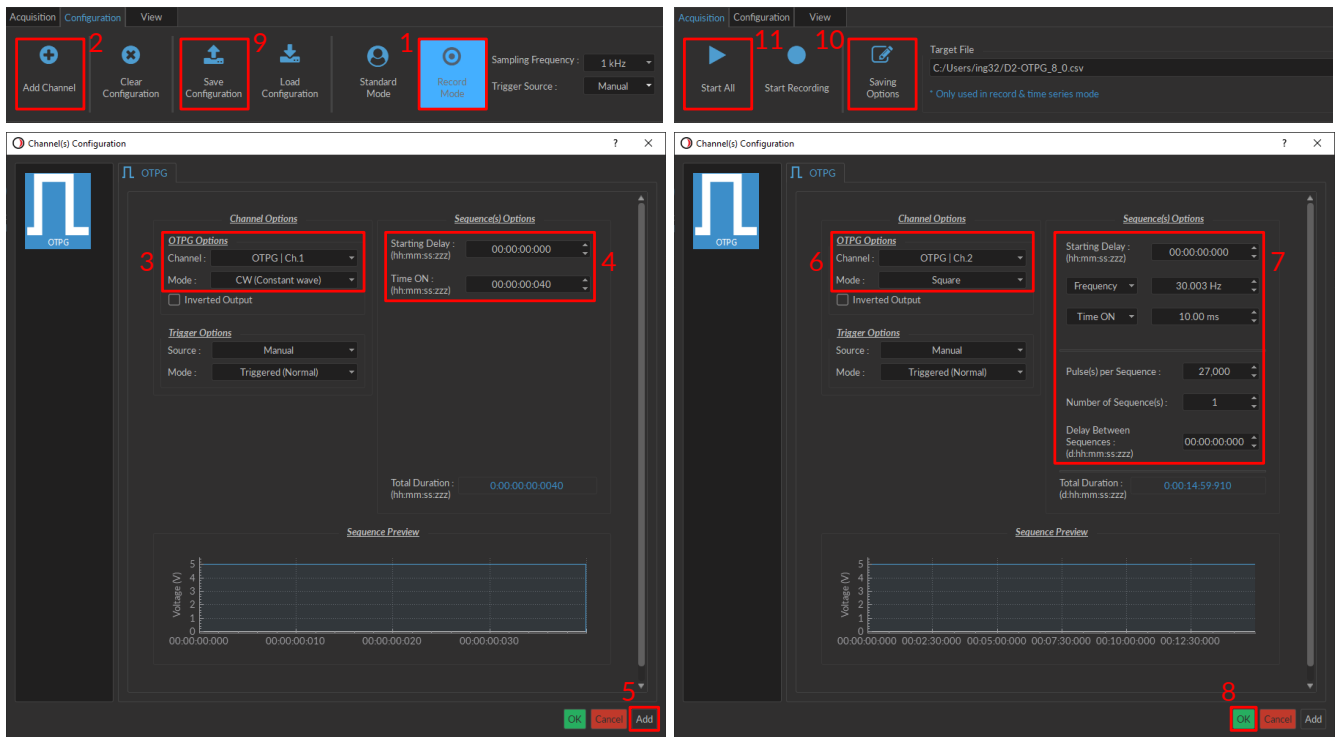 Acquisition Configuration View
2 9 1
Add Channel
Clear
Configuration
Save
Configuration
Load
Configuration
Standard
Mode
Record
Mode
Sampling Frequency : 1 kHz
Trigger Source : Manual
Acquisition Configuration View
11 10
Start All
Start Recording
Saving
Options
Target File
C:/Users/ing32/D2-OTPG_8_0.csv
* Only used in record & time series mode
Channel(s) Configuration ? ×
OTPG
OTPG
Channel Options
OTPG Options
3
Channel : OTPG | Ch.1
Mode : CW (Constant wave)
Inverted Output
Trigger Options
Source : Manual
Mode : Triggered (Normal)
Sequence(s) Options
Starting Delay : 00:00:00:000
(hh:mm:ss:zzz)
4
Time ON : 00:00:00:040
(hh:mm:ss:zzz)
Total Duration : 0:00:00:00:0040
(hh:mm:ss:zzz)
Sequence Preview
Voltage (V)
5
4
3
2
1
0
00:00:00:000 00:00:00:010 00:00:00:020 00:00:00:030
5
OK Cancel Add
Channel(s) Configuration ? ×
OTPG
OTPG
Channel Options
OTPG Options
6
Channel : OTPG | Ch.2
Mode : Square
Inverted Output
Trigger Options
Source : Manual
Mode : Triggered (Normal)
Sequence(s) Options
Starting Delay : 00:00:00:000
(hh:mm:ss:zzz)
7
Frequency 30.003 Hz
Time ON 10.00 ms
Pulse(s) per Sequence : 27,000
Number of Sequence(s) : 1
Delay Between
Sequences : 00:00:00:000
(d:hh:mm:ss:zzz)
Total Duration : 0:00:14:59:910
(d:hh:mm:ss:zzz)
Sequence Preview
Voltage (V)
5
4
3
2
1
0
00:00:00:000 00:02:30:000 00:05:00:000 00:07:30:000 00:10:00:000 00:12:30:000
8
OK Cancel Add